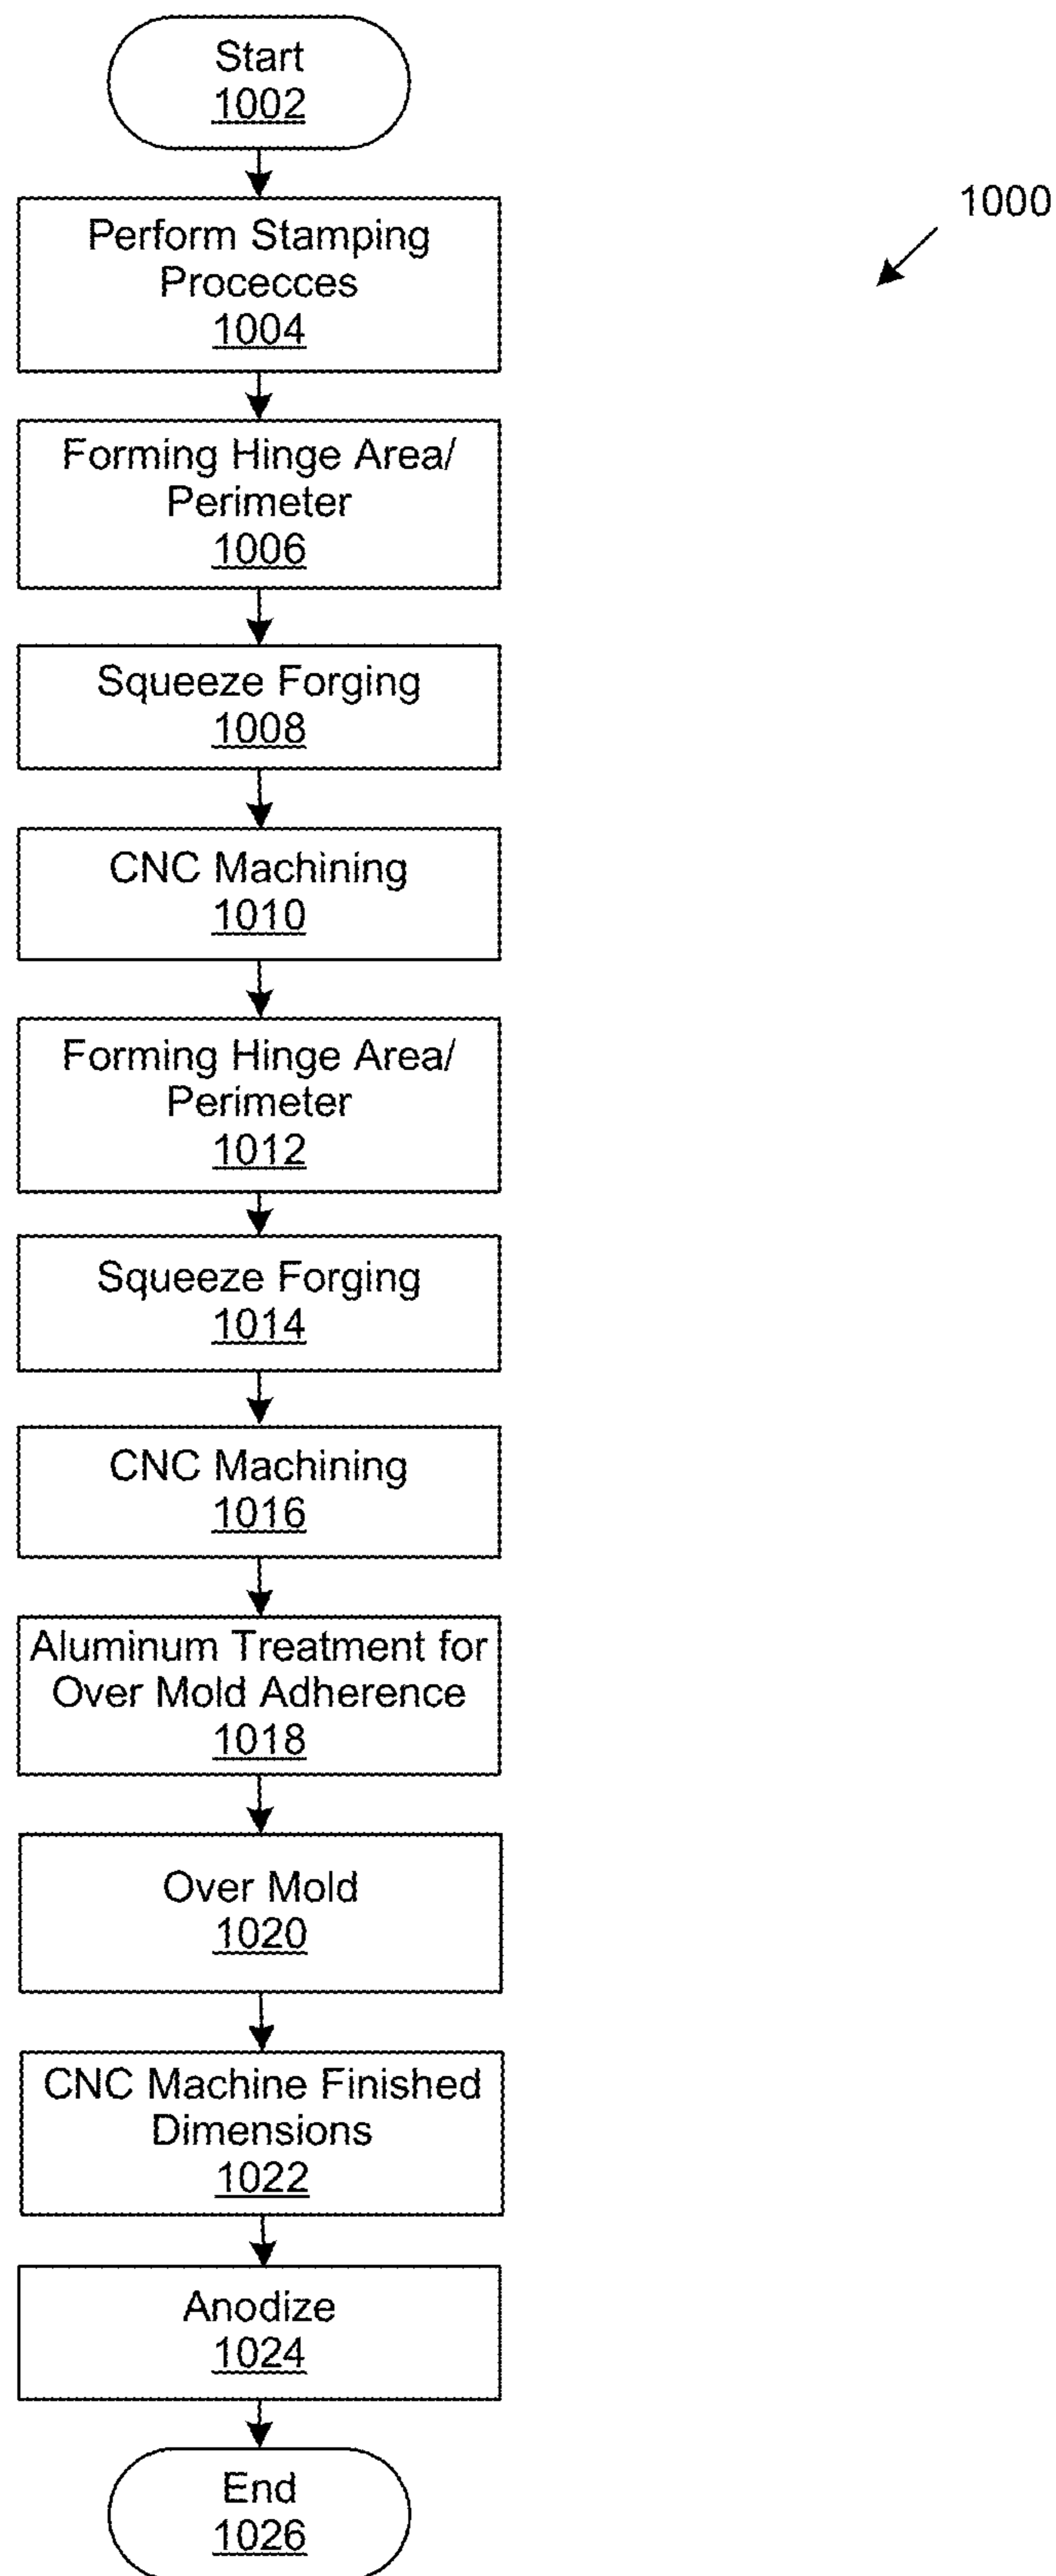 Start
1002
1000
Perform Stamping
Procecces
1004
Forming Hinge Area/
Perimeter
1006
Squeeze Forging
1008
CNC Machining
1010
Forming Hinge Area/
Perimeter
1012
Squeeze Forging
1014
CNC Machining
1016
Aluminum Treatment for
Over Mold Adherence
1018
Over Mold
1020
CNC Machine Finished
Dimensions
1022
Anodize
1024
End
1026